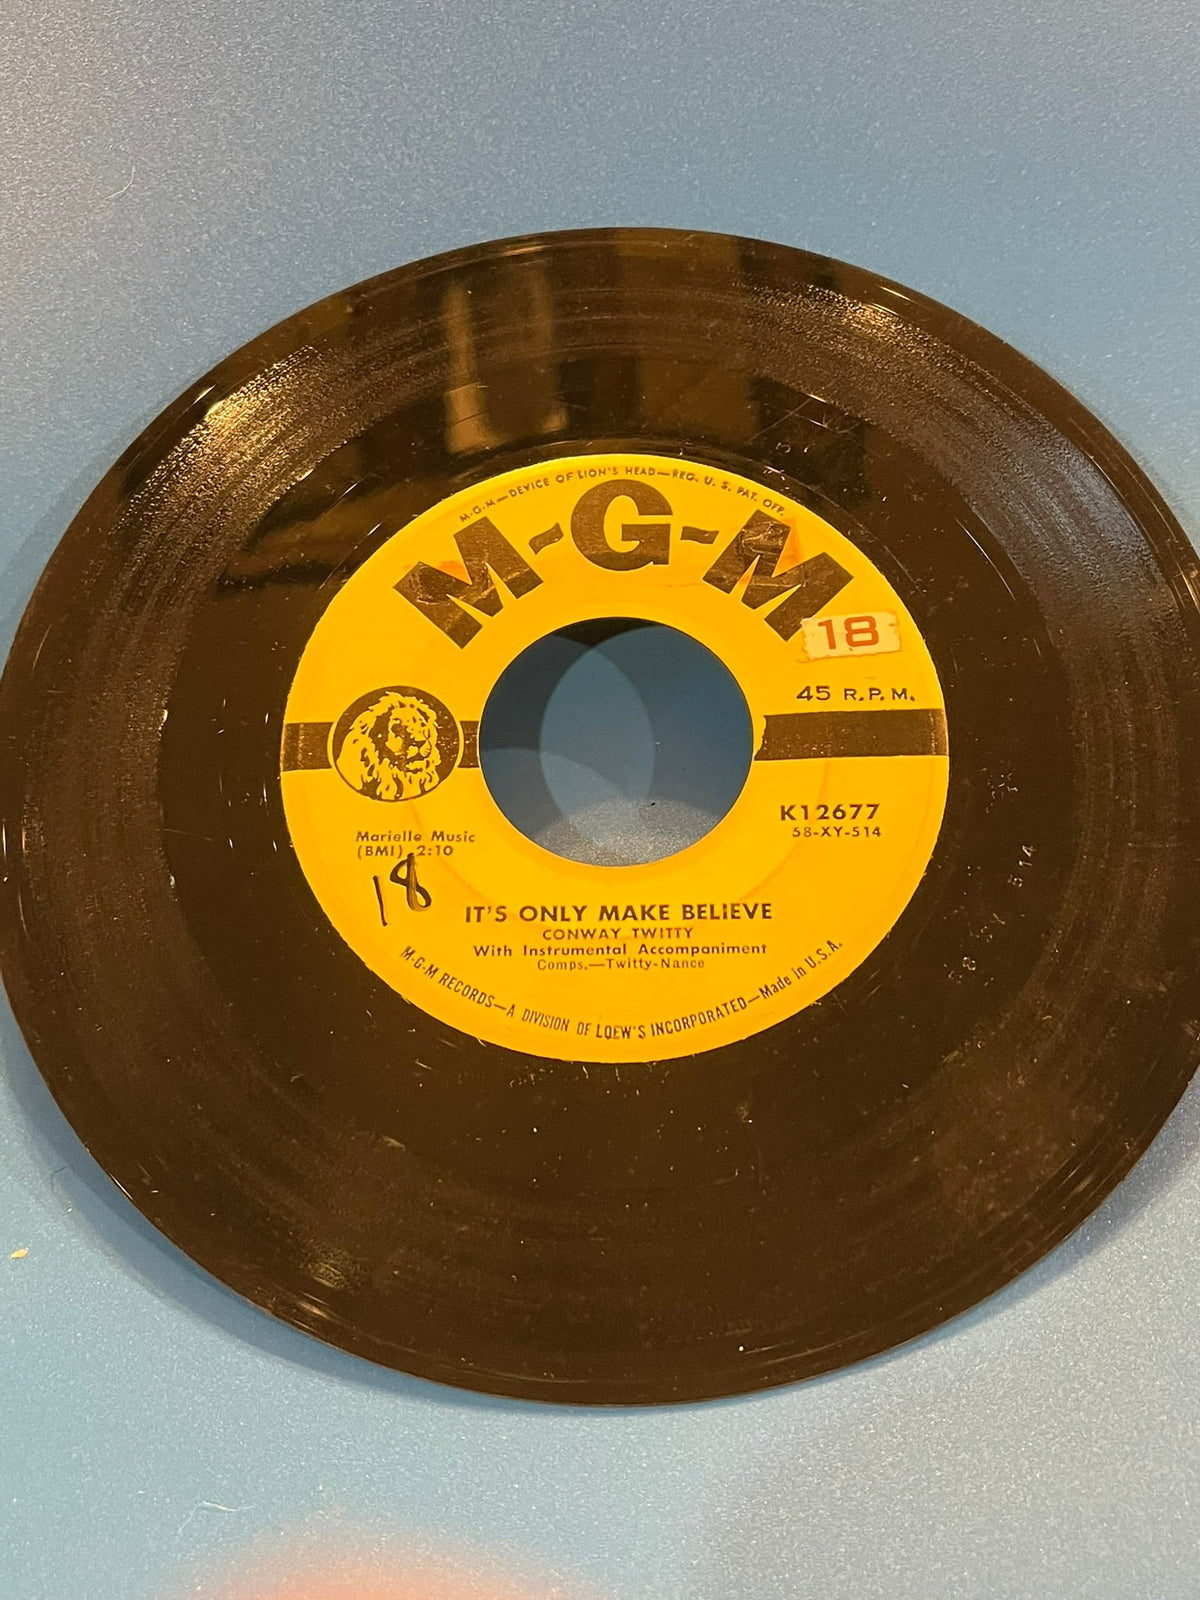 M-G-M—DEVICE OF LION'S HEAD—REG. U. S. PAT. OFF.
M-G-M
18
45 R.P.M.
K12677
58-XY-514
Marielle Music
(BMI) 2:10
18
IT'S ONLY MAKE BELIEVE
CONWAY TWITTY
With Instrumental Accompaniment
Comps.—Twitty-Nance
M-G-M RECORDS—A DIVISION OF LOEW'S INCORPORATED—Made in U.S.A.